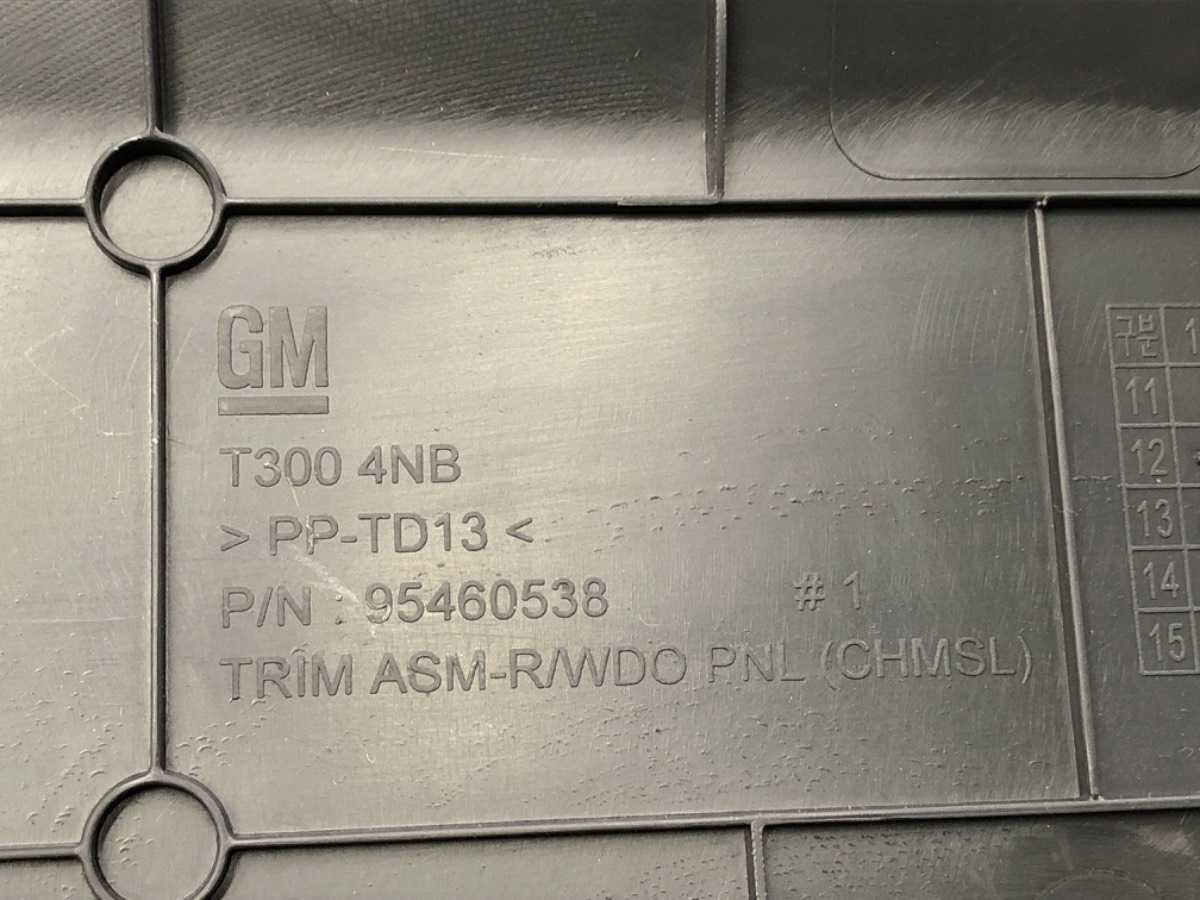 GM
T300 4NB
> PP-TD13 <
P/N : 95460538 # 1
TRIM ASM-R/WDO PNL (CHMSL)
구분 1
11
12
13
14
15